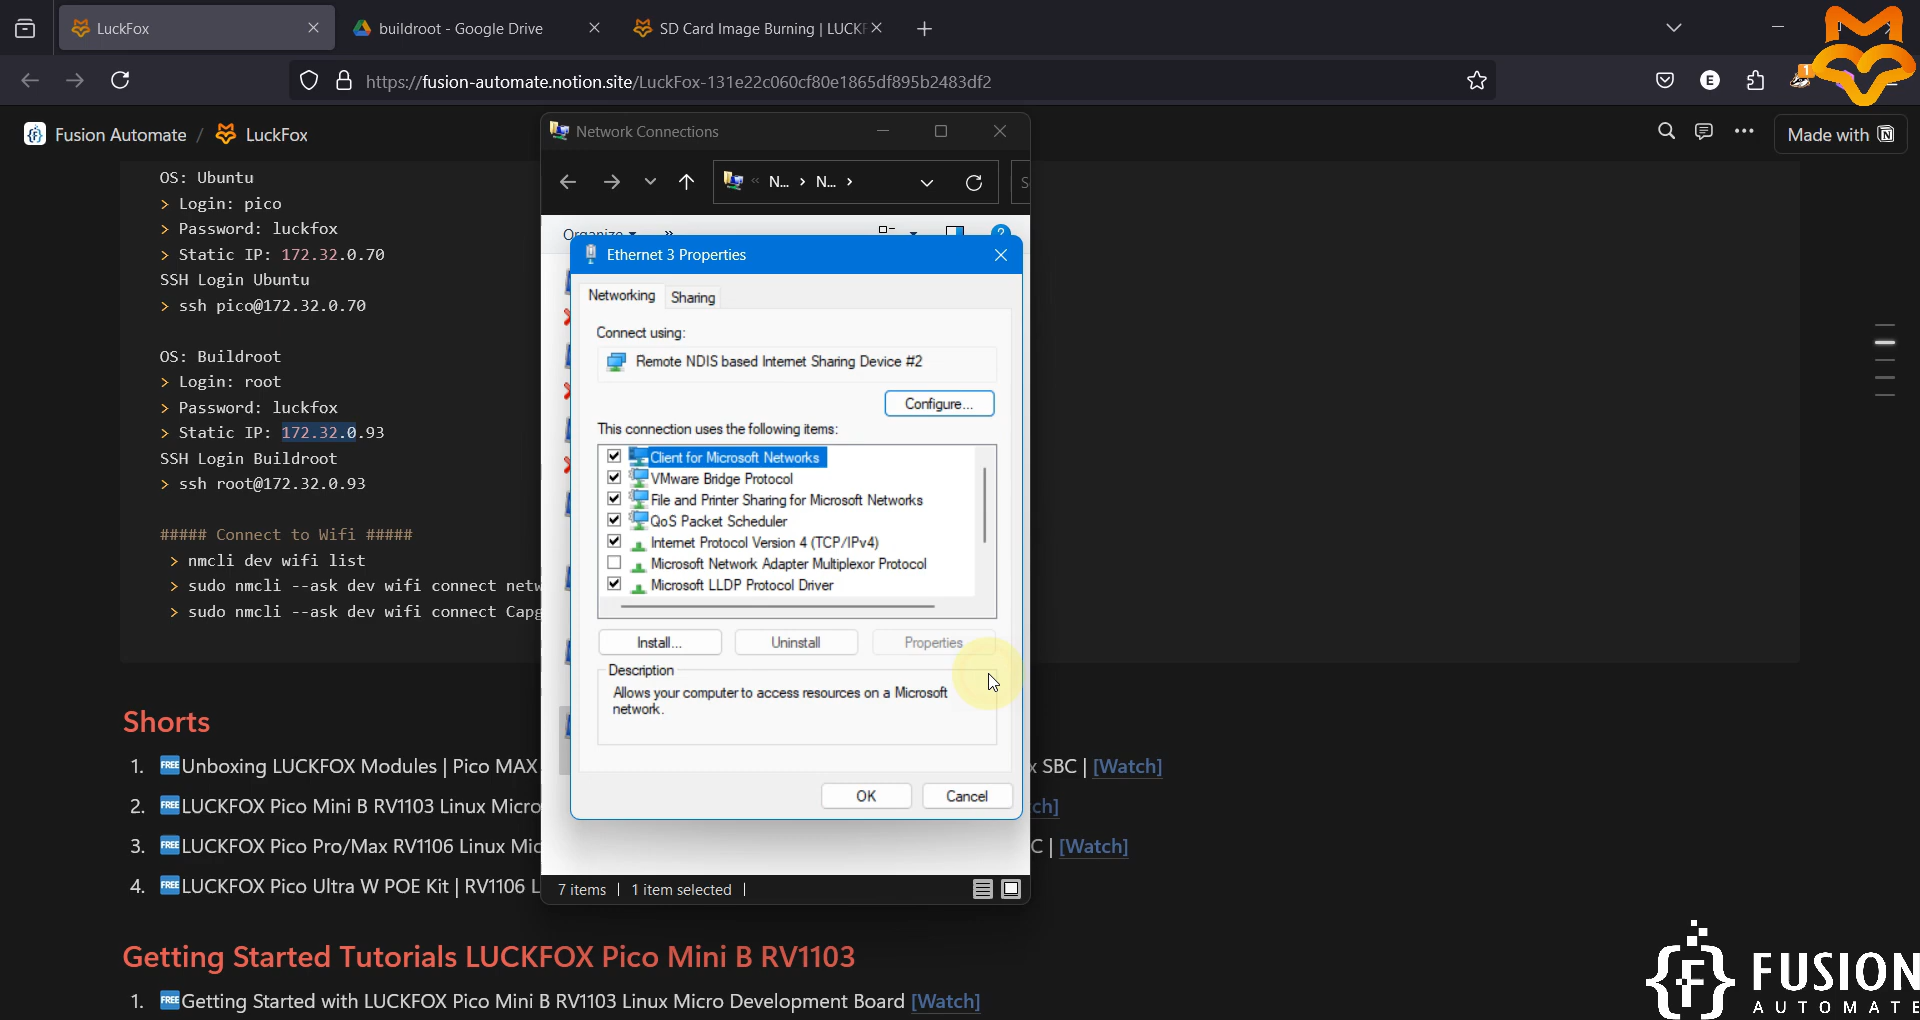 LuckFox
buildroot - Google Drive
SD Card Image Burning | LUCKF
https://fusion-automate.notion.site/LuckFox-131e22c060cf80e1865df895b2483df2
E
1
Fusion Automate / LuckFox
Made with
OS: Ubuntu
> Login: pico
> Password: luckfox
> Static IP: 172.32.0.70
SSH Login Ubuntu
> ssh pico@172.32.0.70
OS: Buildroot
> Login: root
> Password: luckfox
> Static IP: 172.32.0.93
SSH Login Buildroot
> ssh root@172.32.0.93
##### Connect to Wifi #####
> nmcli dev wifi list
> sudo nmcli --ask dev wifi connect netw
> sudo nmcli --ask dev wifi connect Capg
Network Connections
« N... › N... ›
S
Organize »
Ethernet 3 Properties
Networking Sharing
Connect using:
Remote NDIS based Internet Sharing Device #2
Configure...
This connection uses the following items:
Client for Microsoft Networks
VMware Bridge Protocol
File and Printer Sharing for Microsoft Networks
QoS Packet Scheduler
Internet Protocol Version 4 (TCP/IPv4)
Microsoft Network Adapter Multiplexor Protocol
Microsoft LLDP Protocol Driver
Install... Uninstall Properties
Description
Allows your computer to access resources on a Microsoft
network.
OK Cancel
7 items | 1 item selected |
Shorts
1. FREE Unboxing LUCKFOX Modules | Pico MAX x SBC | [Watch]
2. FREE LUCKFOX Pico Mini B RV1103 Linux Micro ch]
3. FREE LUCKFOX Pico Pro/Max RV1106 Linux Mic C | [Watch]
4. FREE LUCKFOX Pico Ultra W POE Kit | RV1106 L
Getting Started Tutorials LUCKFOX Pico Mini B RV1103
1. FREE Getting Started with LUCKFOX Pico Mini B RV1103 Linux Micro Development Board [Watch]
FUSION
AUTOMATE